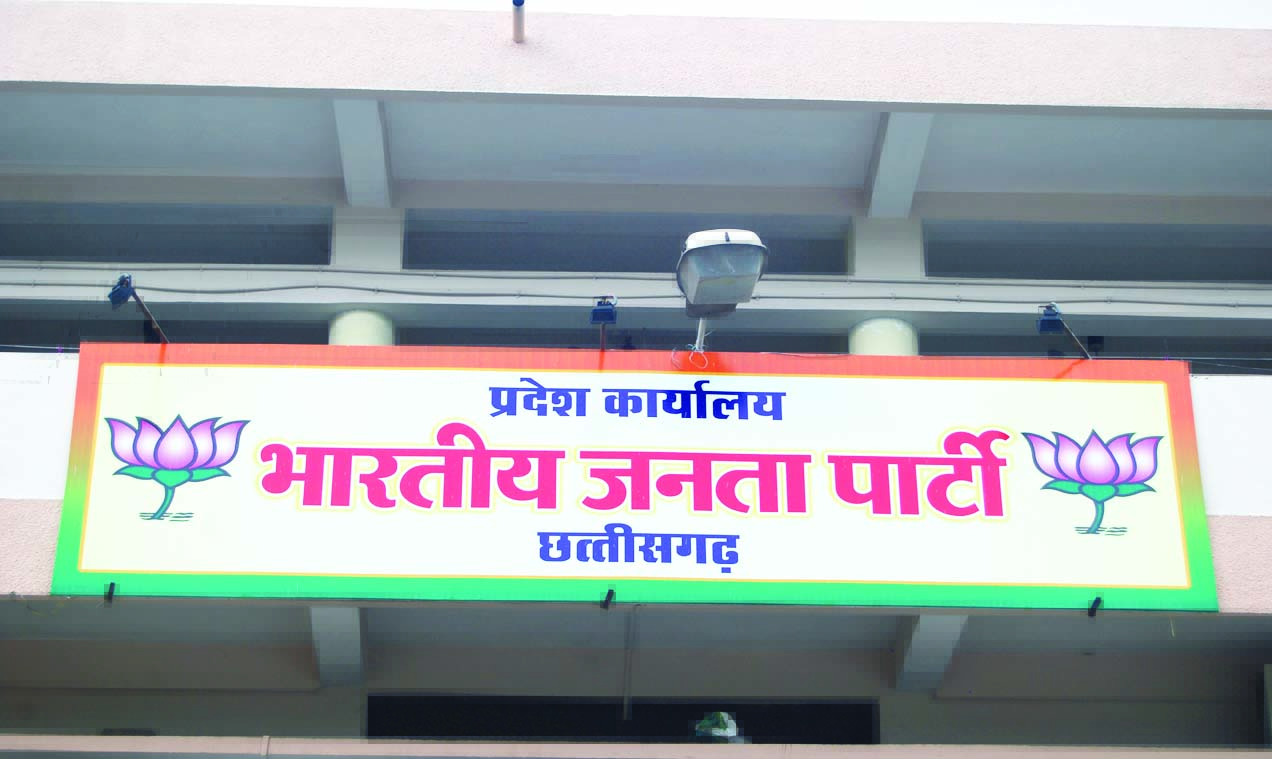 प्रदेश कार्यालय
भारतीय जनता पार्टी
छत्तीसगढ़